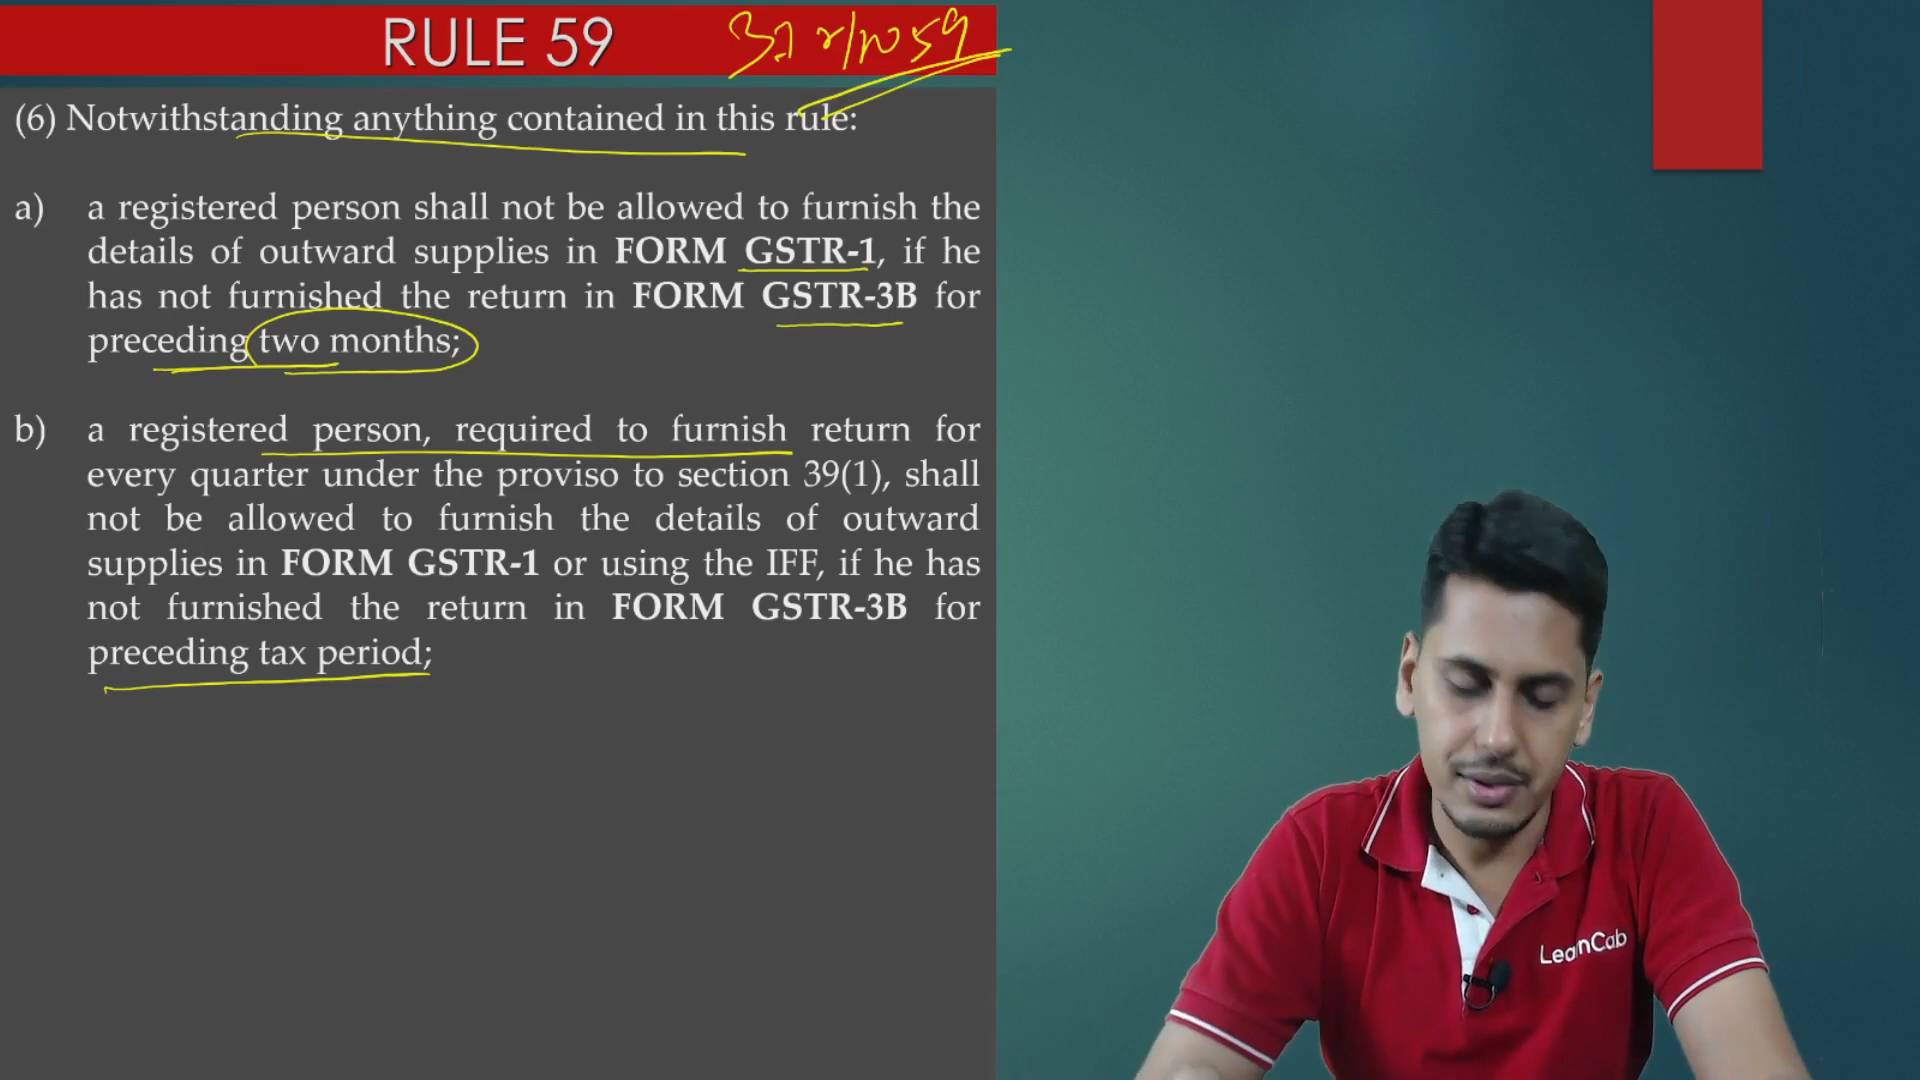 RULE 59
37 r/w 59
(6) Notwithstanding anything contained in this rule:
a) a registered person shall not be allowed to furnish the
details of outward supplies in FORM GSTR-1, if he
has not furnished the return in FORM GSTR-3B for
preceding two months;
b) a registered person, required to furnish return for
every quarter under the proviso to section 39(1), shall
not be allowed to furnish the details of outward
supplies in FORM GSTR-1 or using the IFF, if he has
not furnished the return in FORM GSTR-3B for
preceding tax period;
LearnCab